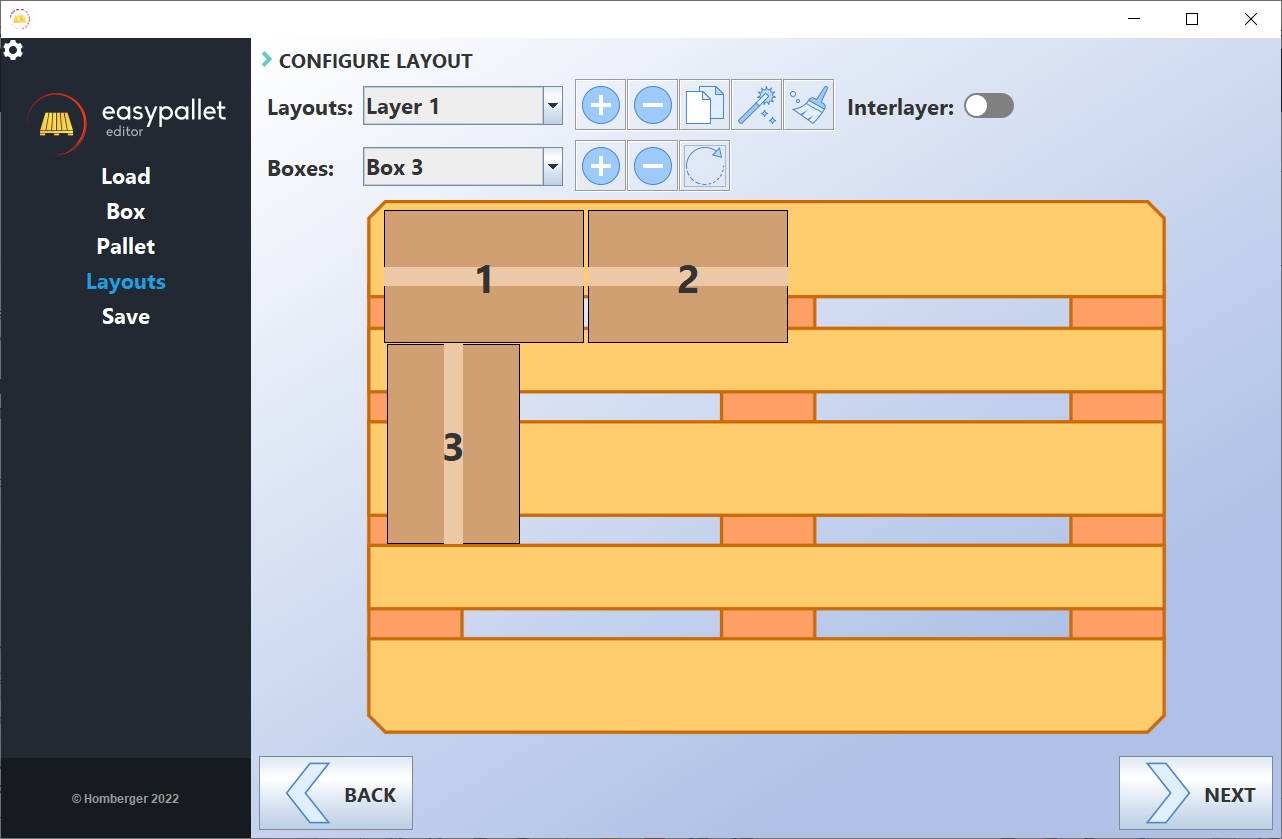 easypallet
editor
Load
Box
Pallet
Layouts
Save
© Homberger 2022
CONFIGURE LAYOUT
Layouts: Layer 1 Interlayer:
Boxes: Box 3
1 2
3
BACK NEXT